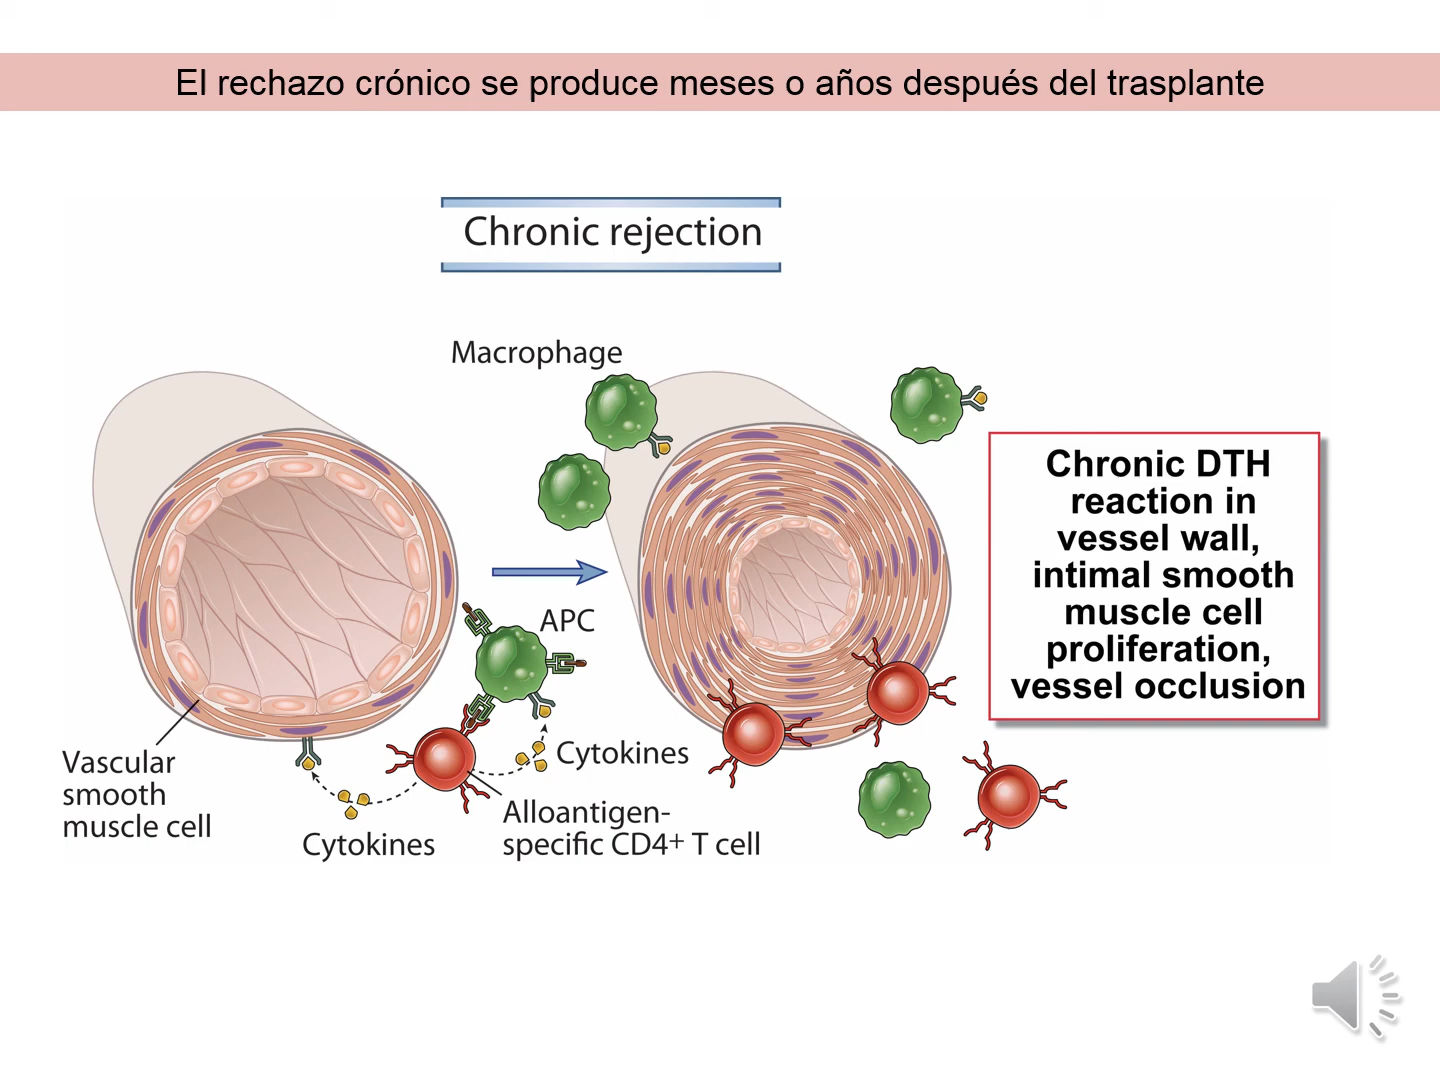 El rechazo crónico se produce meses o años después del trasplante
Chronic rejection
Macrophage
Chronic DTH
reaction in
vessel wall,
intimal smooth
muscle cell
proliferation,
vessel occlusion
APC
Vascular
smooth
muscle cell
Cytokines
Cytokines
Alloantigen-
specific CD4+ T cell